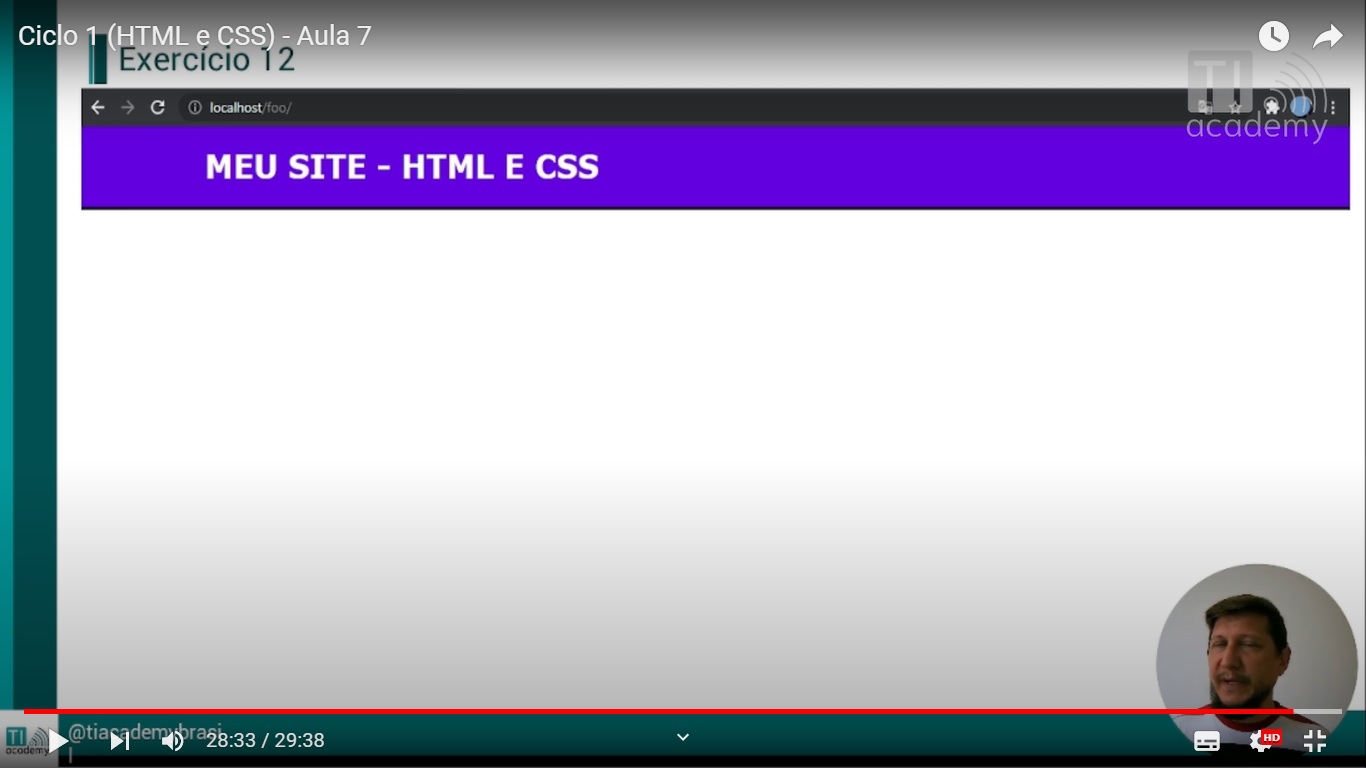 Ciclo 1 (HTML e CSS) - Aula 7
Exercício 12
localhost/foo/
TI
academy
MEU SITE - HTML E CSS
@tiacademybrasi
l
TI
academy
28:33 / 29:38
HD